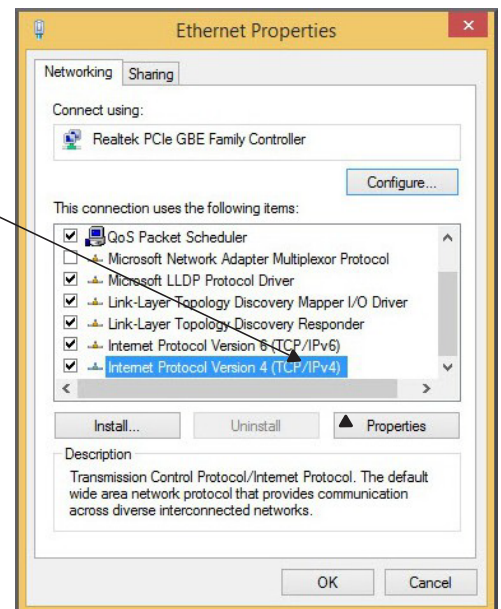 Ethernet Properties
Networking
Sharing
Connect using:
Realtek PCIe GBE Family Controller
Configure...
This connection uses the following items:
QoS Packet Scheduler
Microsoft Network Adapter Multiplexor Protocol
Microsoft LLDP Protocol Driver
Link-Layer Topology Discovery Mapper I/O Driver
Link-Layer Topology Discovery Responder
Internet Protocol Version 6 (TCP/IPv6)
Internet Protocol Version 4 (TCP/IPv4)
Install...
Uninstall
Properties
Description
Transmission Control Protocol/Internet Protocol. The default
wide area network protocol that provides communication
across diverse interconnected networks.
OK
Cancel